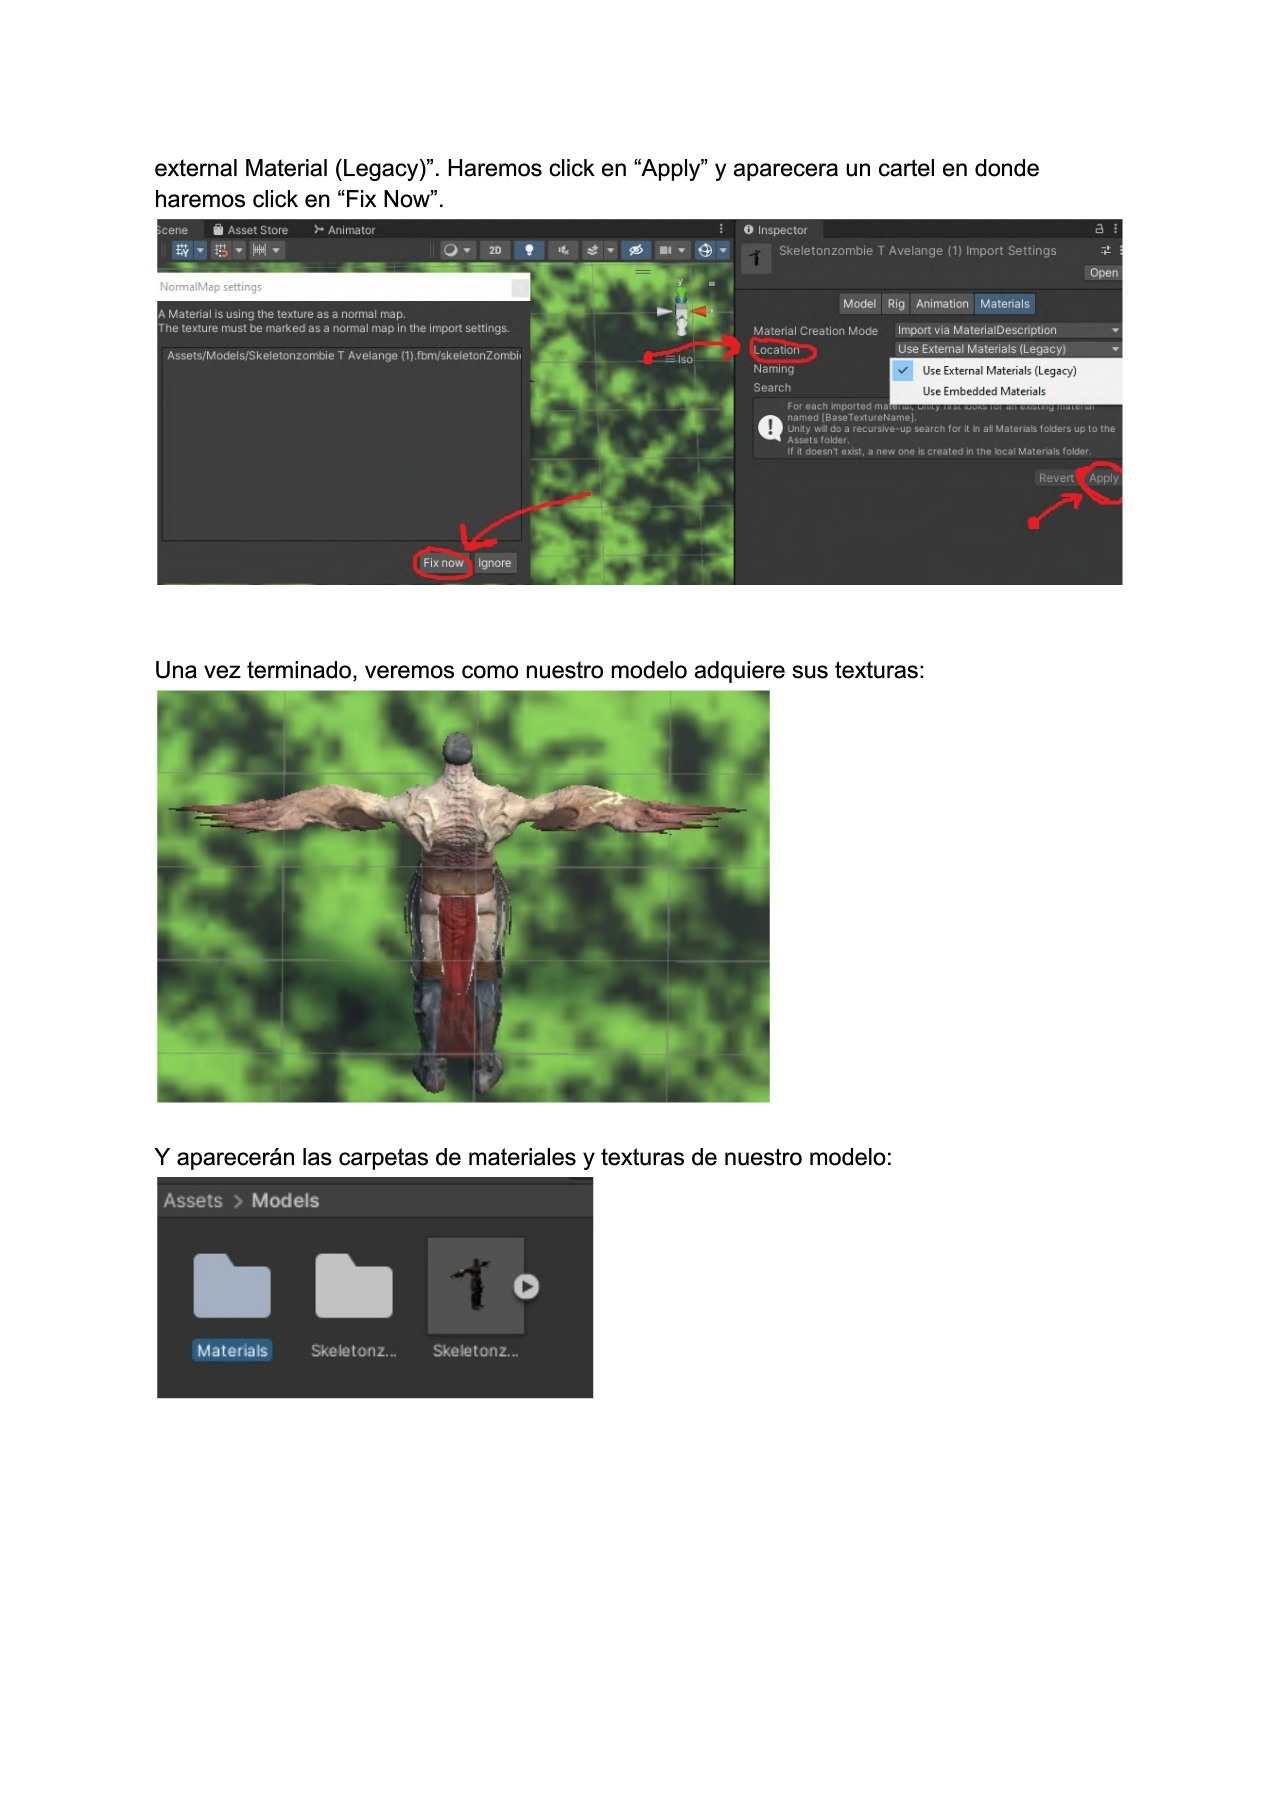 external Material (Legacy)”. Haremos click en “Apply” y aparecera un cartel en donde
haremos click en “Fix Now”.
Scene Asset Store Animator
2D
NormalMap settings
A Material is using the texture as a normal map.
The texture must be marked as a normal map in the import settings.
Assets/Models/Skeletonzombie T Avelange (1).fbm/skeletonZombi
Fix now Ignore
y
Iso
Inspector
Skeletonzombie T Avelange (1) Import Settings
Open
Model Rig Animation Materials
Material Creation Mode Import via MaterialDescription
Location Use External Materials (Legacy)
Naming Use External Materials (Legacy)
Search Use Embedded Materials
For each imported material, Unity first looks for an existing material
named [BaseTextureName].
Unity will do a recursive-up search for it in all Materials folders up to the
Assets folder.
If it doesn't exist, a new one is created in the local Materials folder.
Revert Apply
Una vez terminado, veremos como nuestro modelo adquiere sus texturas:
Y aparecerán las carpetas de materiales y texturas de nuestro modelo:
Assets > Models
Materials Skeletonz... Skeletonz...